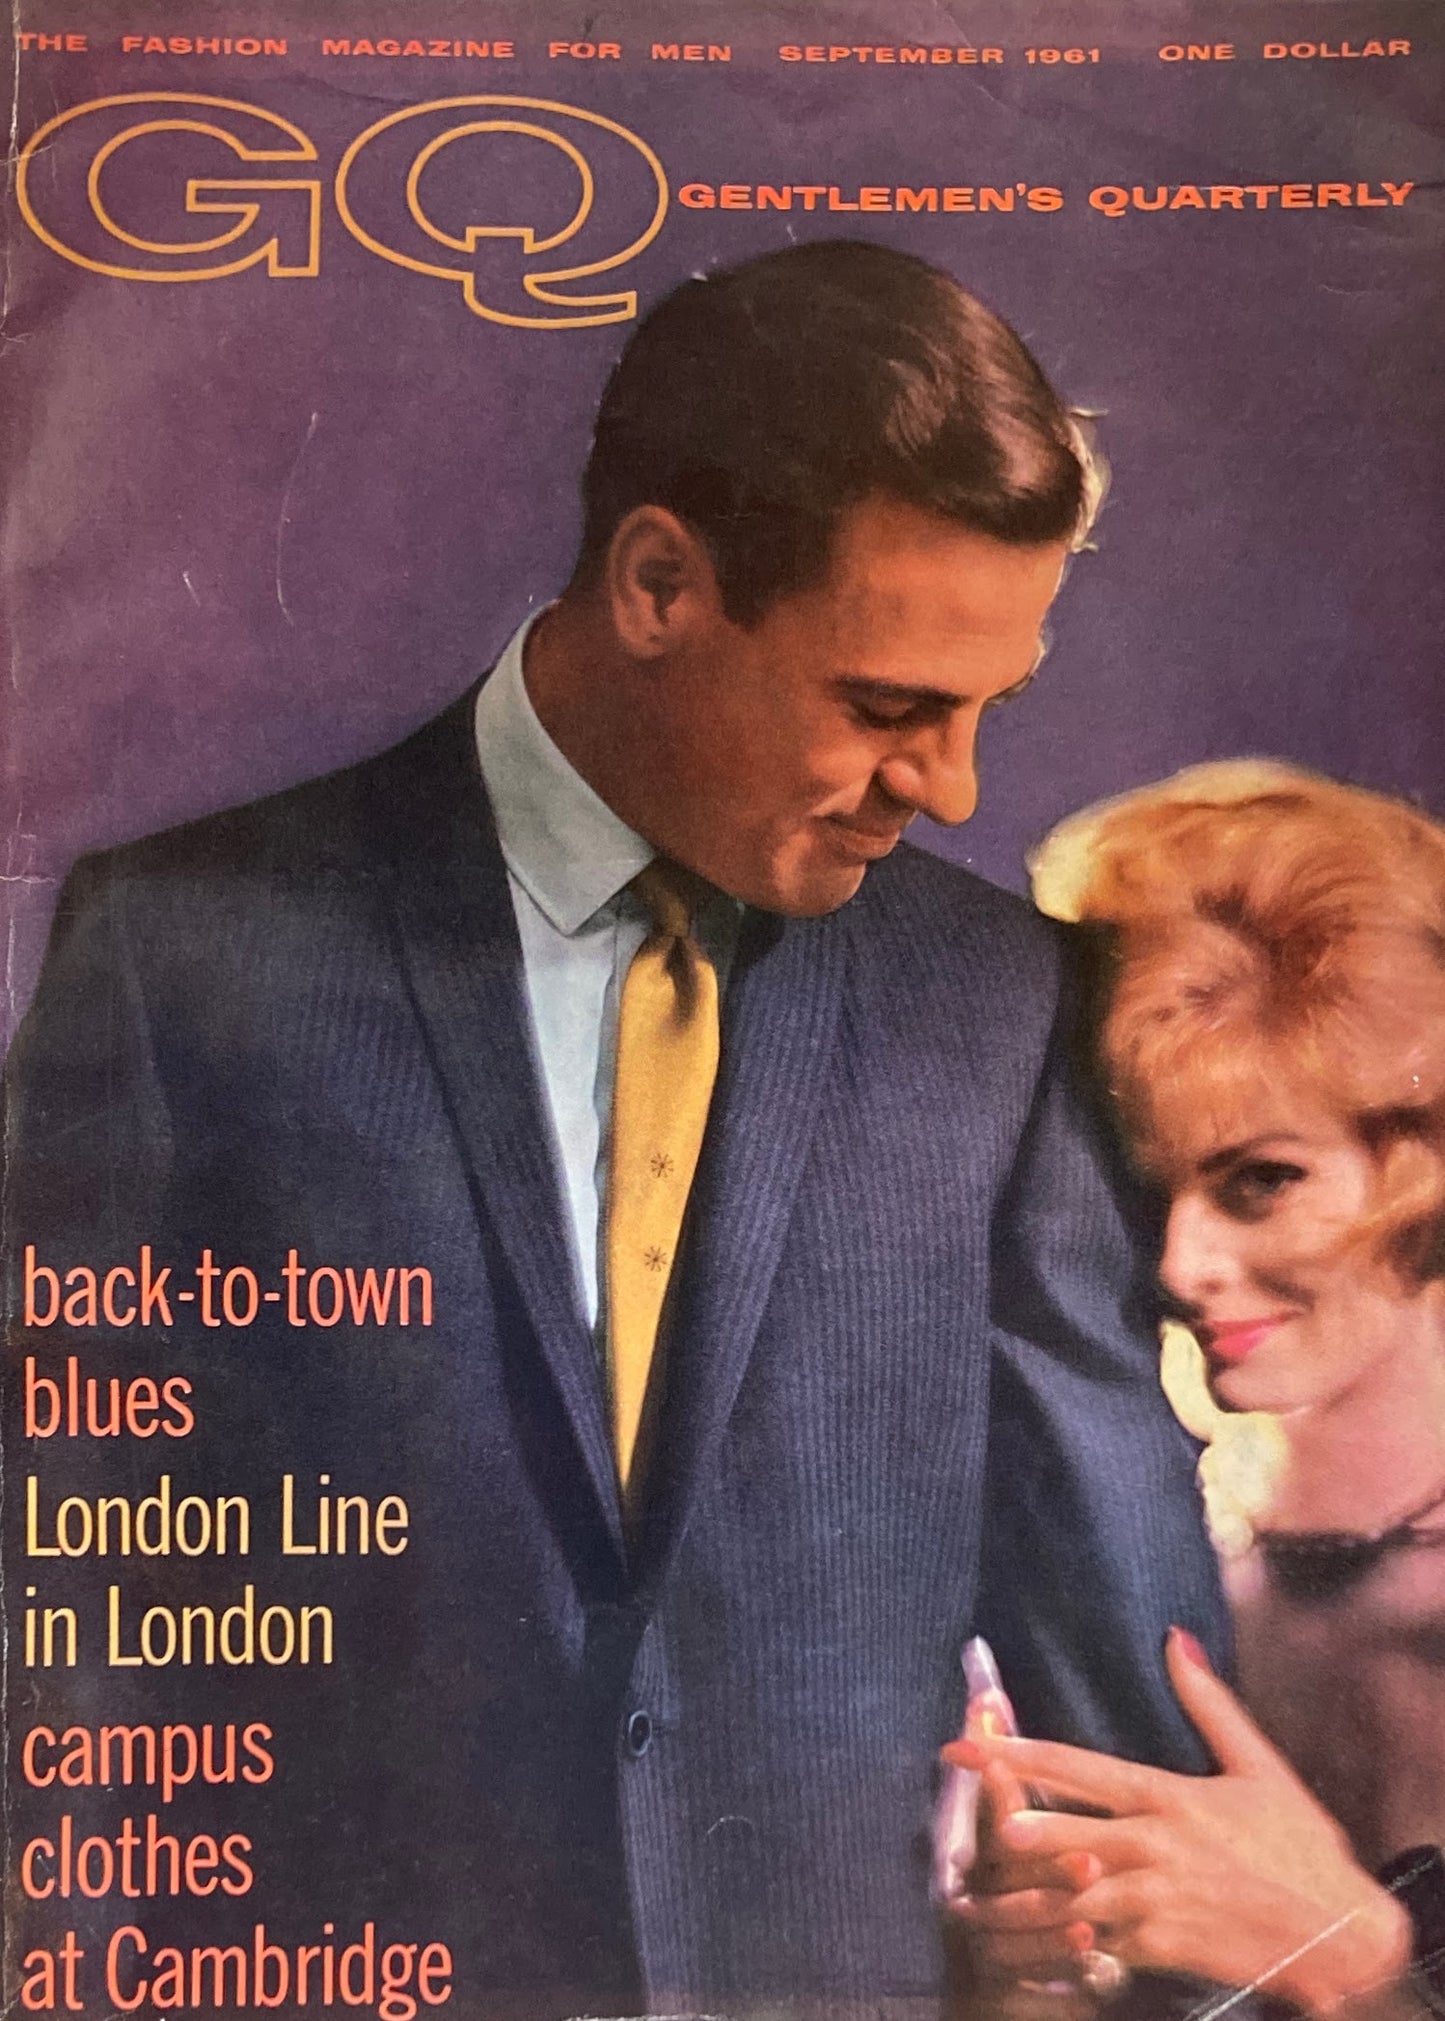 THE FASHION MAGAZINE FOR MEN SEPTEMBER 1961 ONE DOLLAR
GQ GENTLEMEN'S QUARTERLY
back-to-town
blues
London Line
in London
campus
clothes
at Cambridge